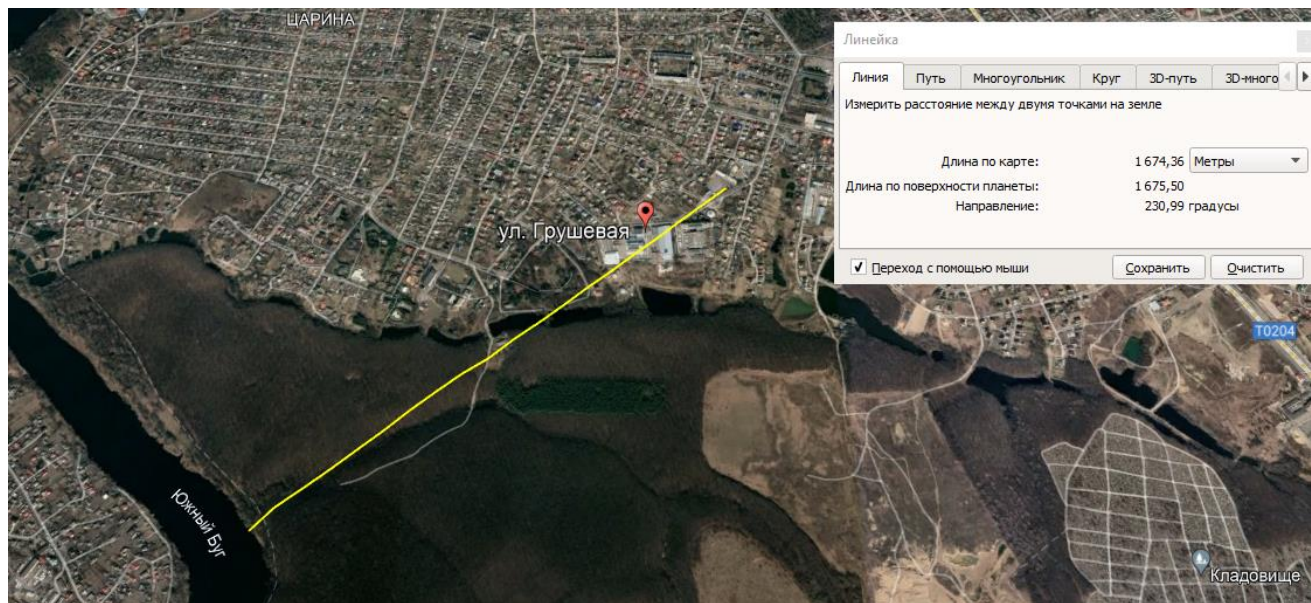 ЦАРИНА
ул. Грушевая
Южный Буг
Кладовище
T0204
Линейка
Линия
Путь
Многоугольник
Круг
3D-путь
3D-много
Измерить расстояние между двумя точками на земле
Длина по карте: 1 674,36 Метры
Длина по поверхности планеты: 1 675,50
Направление: 230,99 градусы
Переход с помощью мыши
Сохранить
Очистить